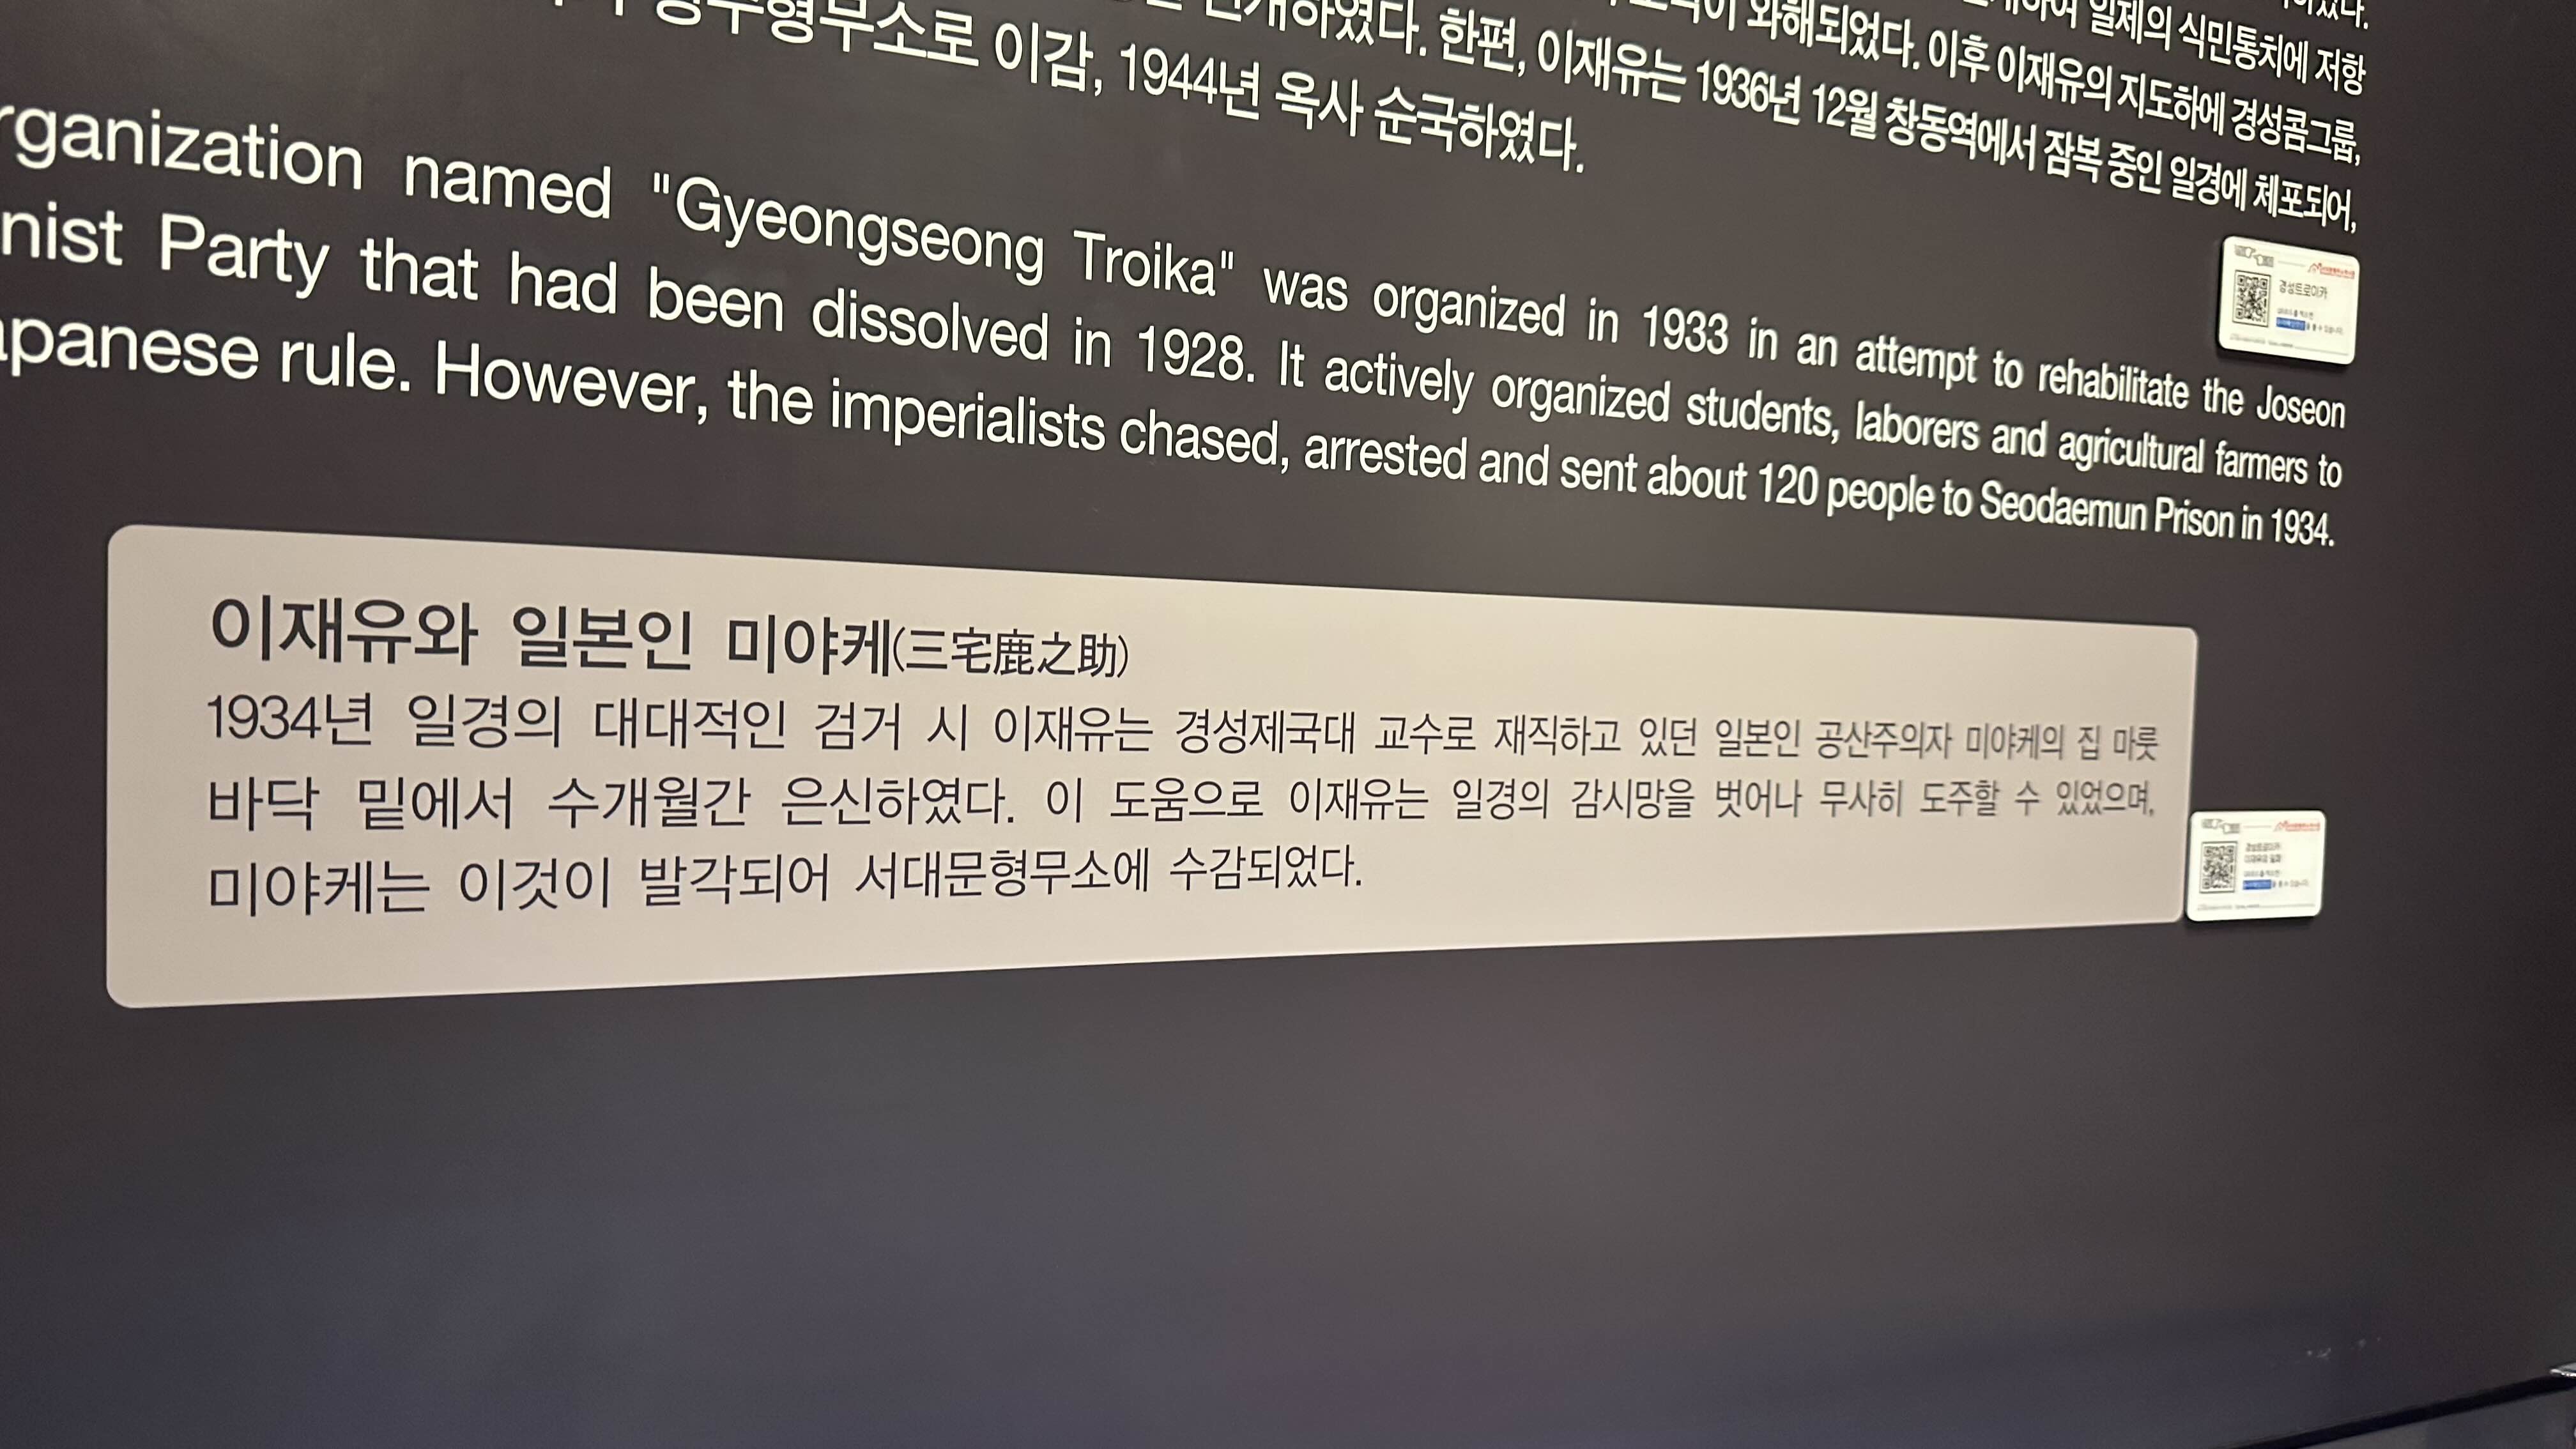 일제의 식민통치에 저항
와해되었다. 이후 이재유의 지도하에 경성콤그룹,
한편, 이재유는 1936년 12월 창동역에서 잠복 중인 일경에 체포되어,
형무소로 이감, 1944년 옥사 순국하였다.
rganization named "Gyeongseong Troika" was organized in 1933 in an attempt to rehabilitate the Joseon
nist Party that had been dissolved in 1928. It actively organized students, laborers and agricultural farmers to
apanese rule. However, the imperialists chased, arrested and sent about 120 people to Seodaemun Prison in 1934.
경성트로이카
이재유와 일본인 미야케(三宅鹿之助)
1934년 일경의 대대적인 검거 시 이재유는 경성제국대 교수로 재직하고 있던 일본인 공산주의자 미야케의 집 마룻
바닥 밑에서 수개월간 은신하였다. 이 도움으로 이재유는 일경의 감시망을 벗어나 무사히 도주할 수 있었으며,
미야케는 이것이 발각되어 서대문형무소에 수감되었다.